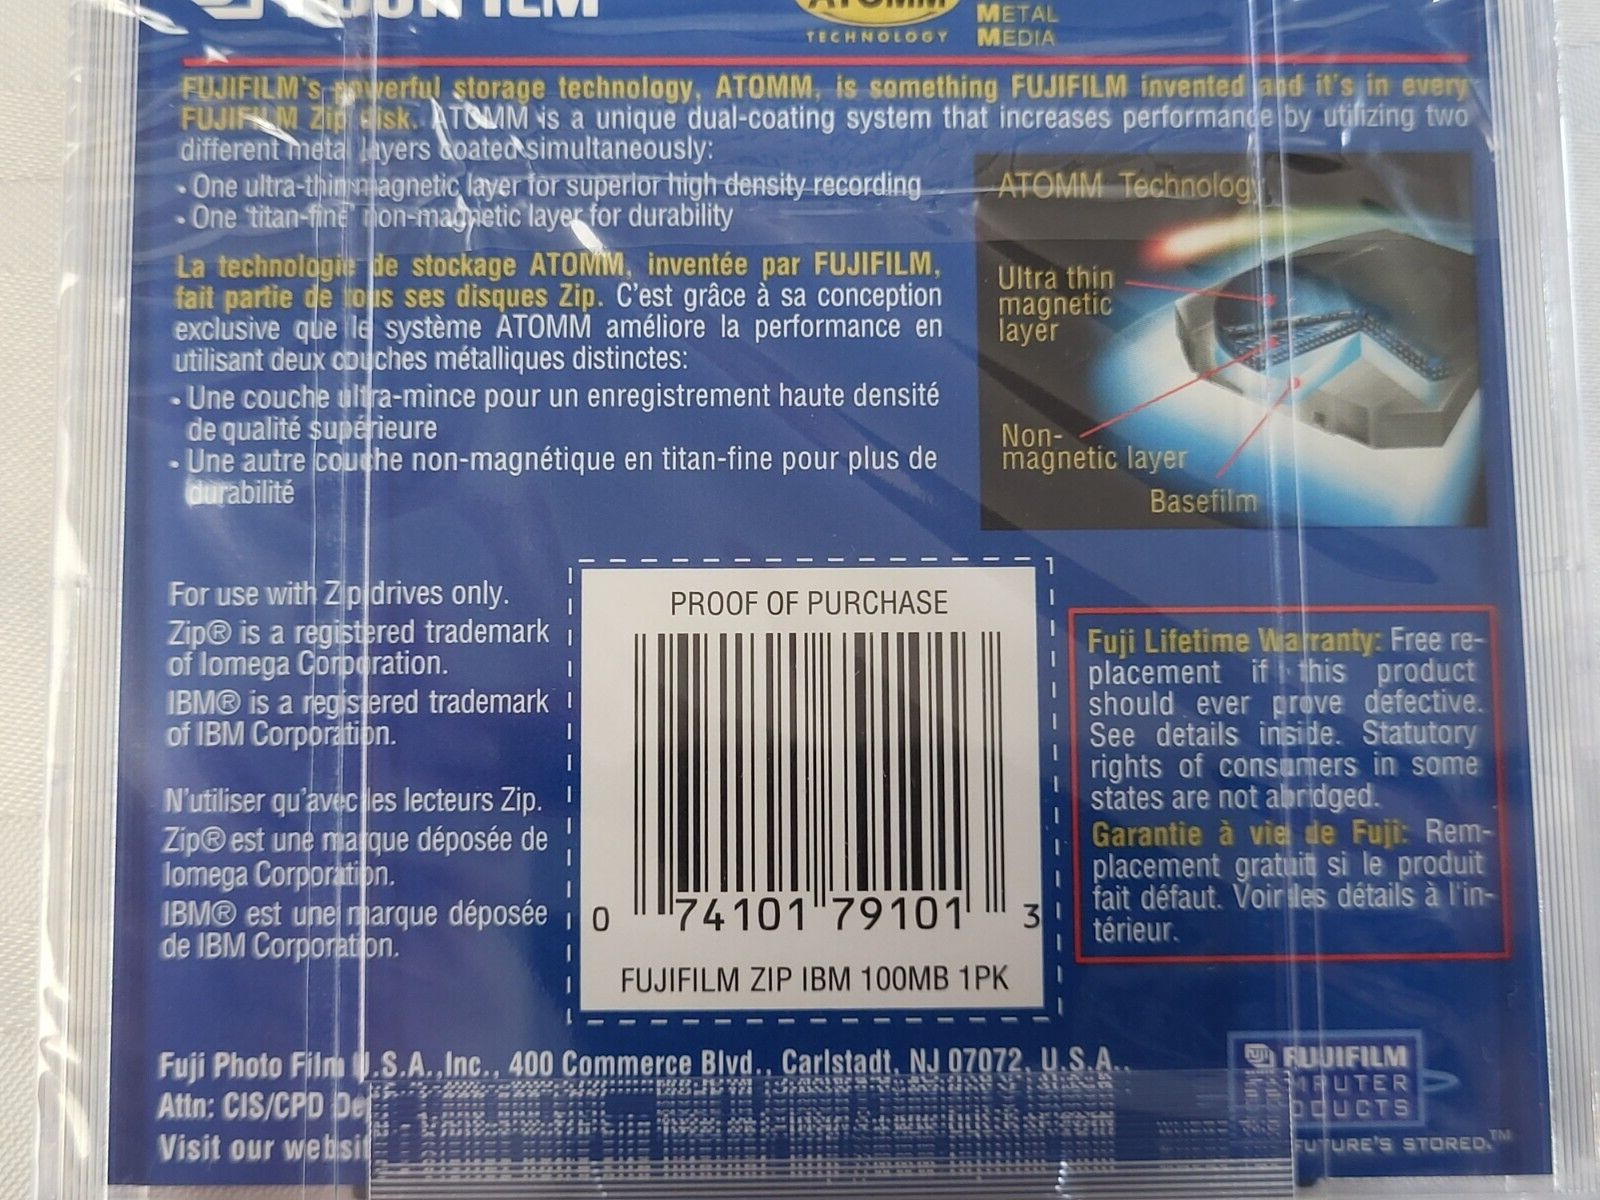 FUJIFILM
ATOMM
TECHNOLOGY
METAL
MEDIA
FUJIFILM's powerful storage technology, ATOMM, is something FUJIFILM invented and it's in every
FUJIFILM Zip disk. ATOMM is a unique dual-coating system that increases performance by utilizing two
different metal layers coated simultaneously:
• One ultra-thin magnetic layer for superior high density recording
• One 'titan-fine' non-magnetic layer for durability
La technologie de stockage ATOMM, inventée par FUJIFILM,
fait partie de tous ses disques Zip. C'est grâce à sa conception
exclusive que le système ATOMM améliore la performance en
utilisant deux couches métalliques distinctes:
• Une couche ultra-mince pour un enregistrement haute densité
de qualité supérieure
• Une autre couche non-magnétique en titan-fine pour plus de
durabilité
ATOMM Technology
Ultra thin
magnetic
layer
Non-
magnetic layer
Basefilm
For use with Zip drives only.
Zip® is a registered trademark
of Iomega Corporation.
IBM® is a registered trademark
of IBM Corporation.
N'utiliser qu'avec les lecteurs Zip.
Zip® est une marque déposée de
Iomega Corporation.
IBM® est une marque déposée
de IBM Corporation.
PROOF OF PURCHASE
0 74101 79101 3
FUJIFILM ZIP IBM 100MB 1PK
Fuji Lifetime Warranty: Free re-
placement if this product
should ever prove defective.
See details inside. Statutory
rights of consumers in some
states are not abridged.
Garantie à vie de Fuji: Rem-
placement gratuit si le produit
fait défaut. Voir les détails à l'in-
térieur.
Fuji Photo Film U.S.A.,Inc., 400 Commerce Blvd., Carlstadt, NJ 07072, U.S.A.,
Attn: CIS/CPD
Visit our
FUJI FUJIFILM
COMPUTER
PRODUCTS
FUTURE'S STORED.™